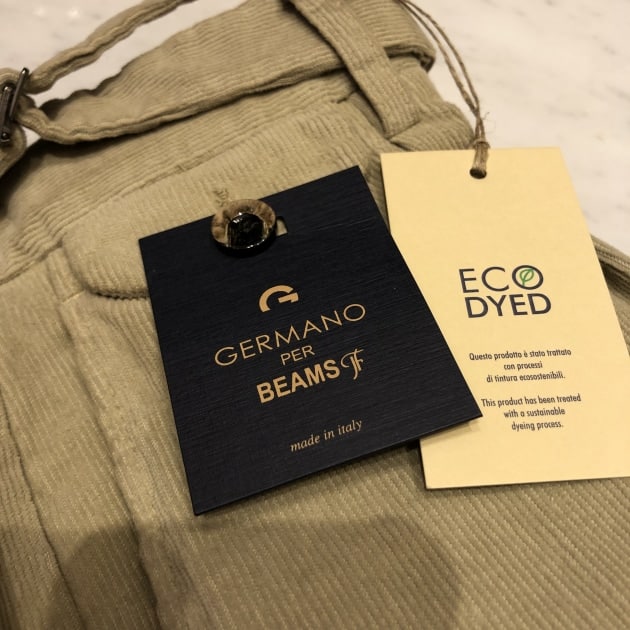 G
GERMANO
PER
BEAMS F
made in italy
ECO
DYED
Questo prodotto è stato trattato
con processi
di tintura ecosostenibili.
This product has been treated
with a sustainable
dyeing process.